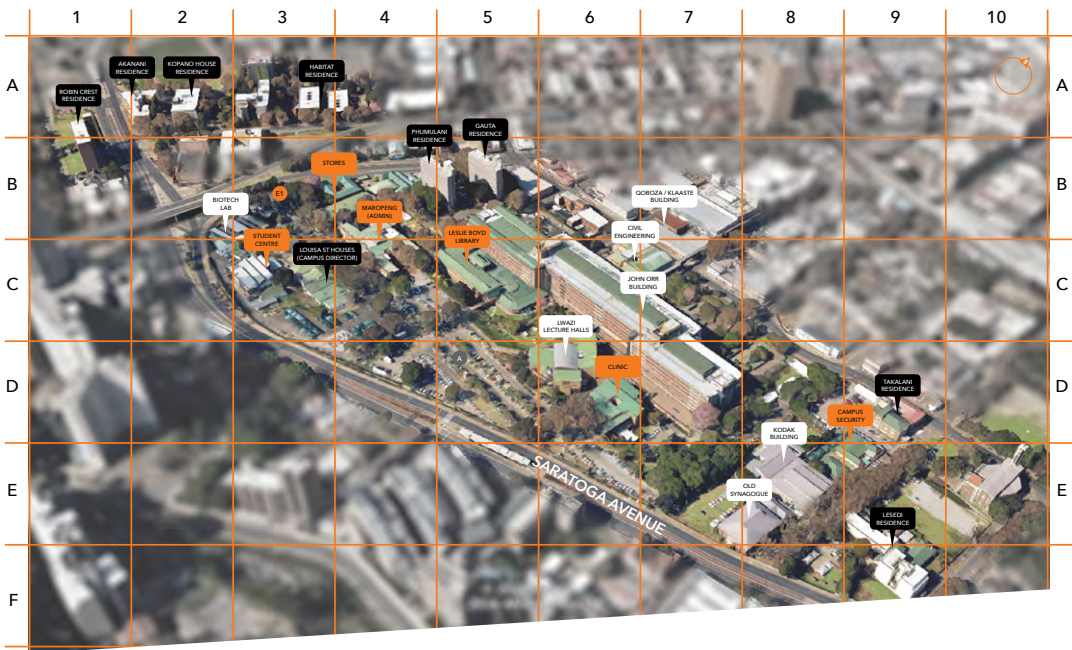 1 2 3 4 5 6 7 8 9 10
A
A
AKANANI
RESIDENCE
KOPANO HOUSE
RESIDENCE
HABITAT
RESIDENCE
ROBIN CREST
RESIDENCE
PHUMULANI
RESIDENCE
GAUTA
RESIDENCE
B
B
STORES
E1
BIOTECH
LAB
MAROPENG
(ADMIN)
QOBOZA / KLAASTE
BUILDING
STUDENT
CENTRE
LESLIE BOYD
LIBRARY
CIVIL
ENGINEERING
LOUISA ST HOUSES
(CAMPUS DIRECTOR)
C
C
JOHN ORR
BUILDING
LWAZI
LECTURE HALLS
A
CLINIC
D
D
TAKALANI
RESIDENCE
CAMPUS
SECURITY
KODAK
BUILDING
SARATOGA AVENUE
E
E
OLD
SYNAGOGUE
LESEDI
RESIDENCE
F
F